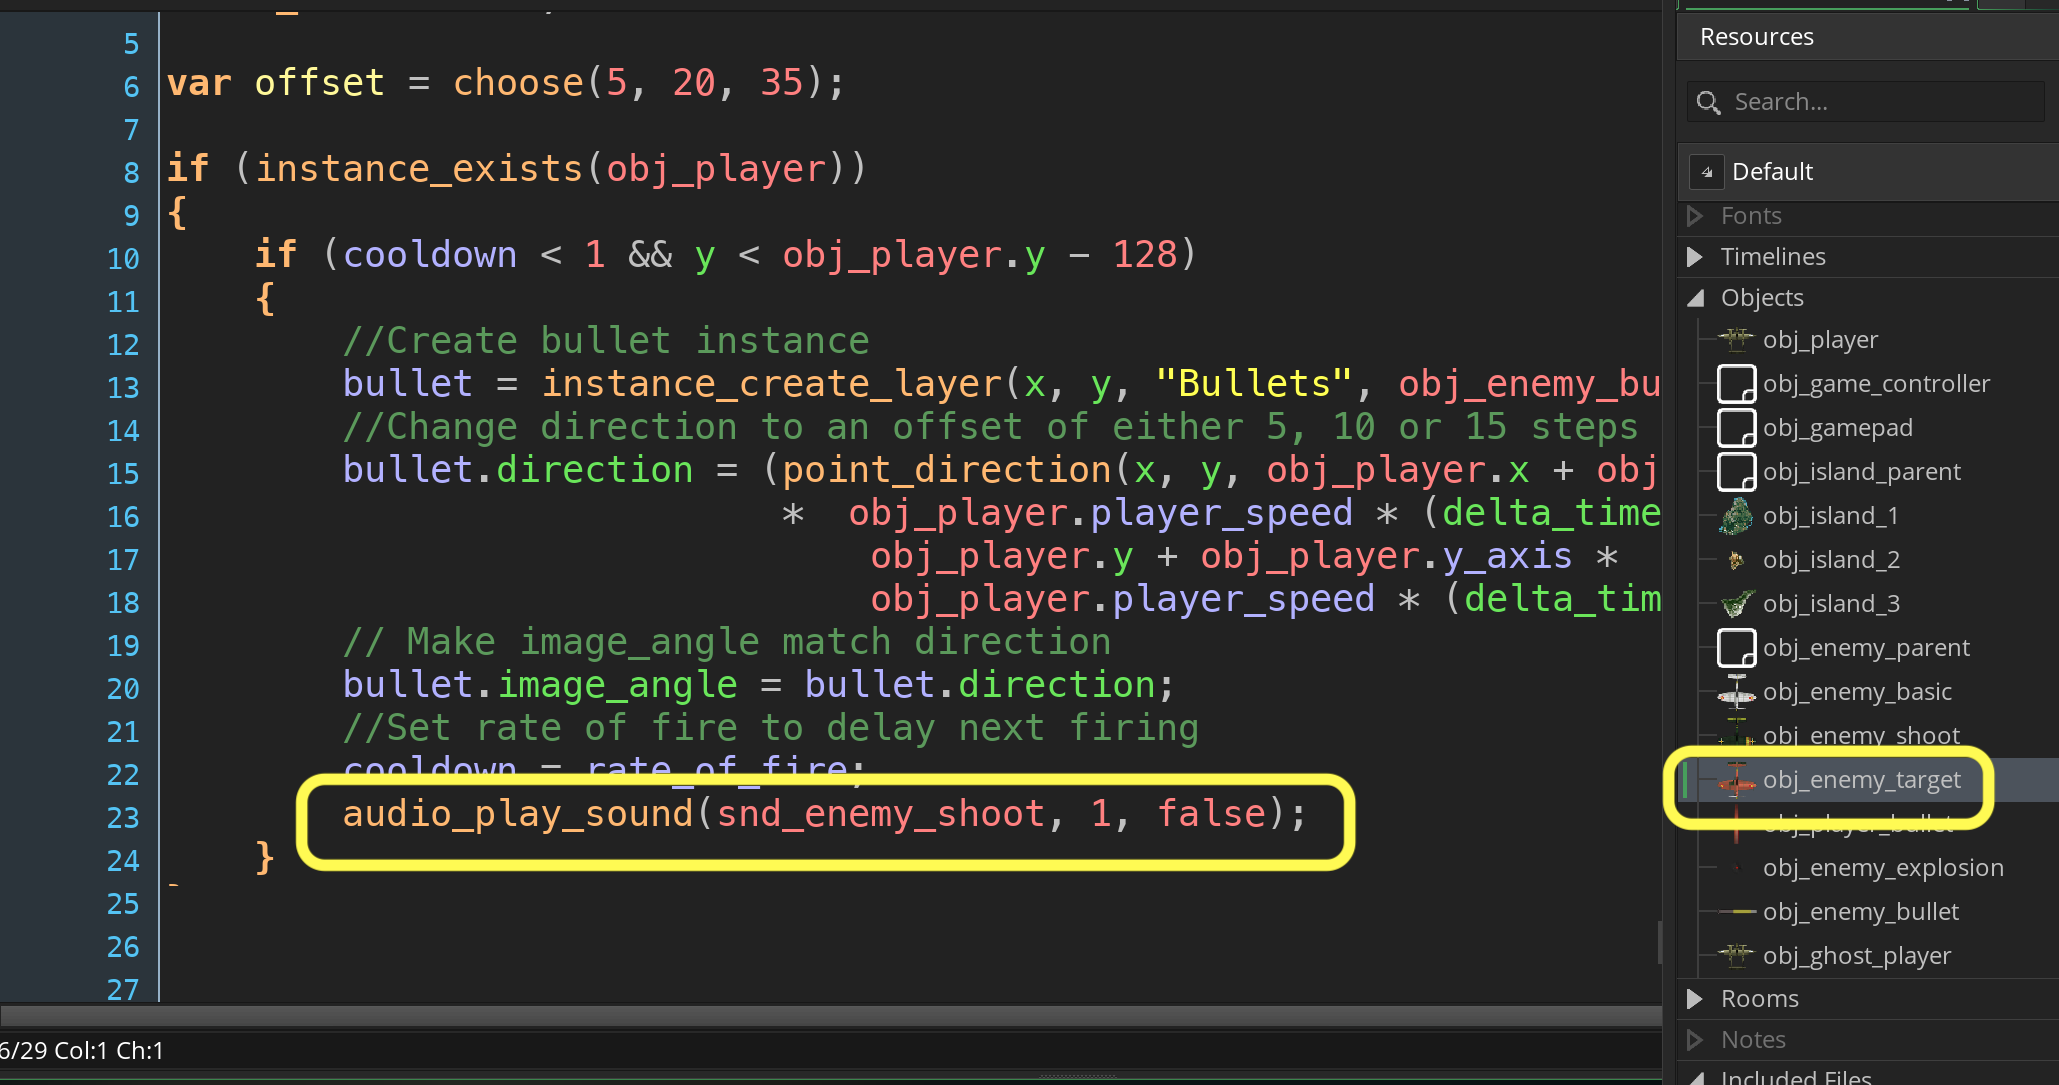 5
6 var offset = choose(5, 20, 35);
7
8 if (instance_exists(obj_player))
9 {
10 if (cooldown < 1 && y < obj_player.y - 128)
11 {
12 //Create bullet instance
13 bullet = instance_create_layer(x, y, "Bullets", obj_enemy_bu
14 //Change direction to an offset of either 5, 10 or 15 steps
15 bullet.direction = (point_direction(x, y, obj_player.x + obj
16 * obj_player.player_speed * (delta_time
17 obj_player.y + obj_player.y_axis *
18 obj_player.player_speed * (delta_tim
19 // Make image_angle match direction
20 bullet.image_angle = bullet.direction;
21 //Set rate of fire to delay next firing
22 cooldown = rate_of_fire;
23 audio_play_sound(snd_enemy_shoot, 1, false);
24 }
25
26
27
6/29 Col:1 Ch:1
Resources
Search...
Default
Fonts
Timelines
Objects
obj_player
obj_game_controller
obj_gamepad
obj_island_parent
obj_island_1
obj_island_2
obj_island_3
obj_enemy_parent
obj_enemy_basic
obj_enemy_shoot
obj_enemy_target
obj_player_bullet
obj_enemy_explosion
obj_enemy_bullet
obj_ghost_player
Rooms
Notes
Included Files